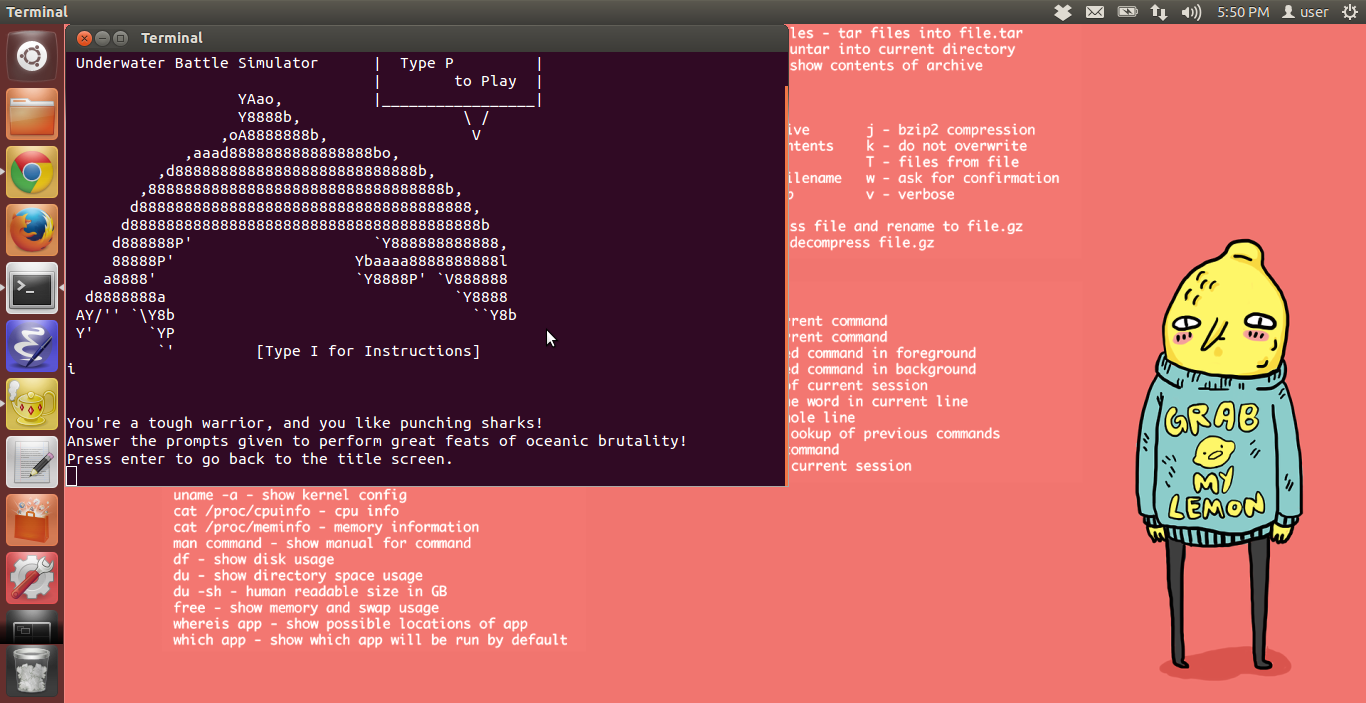 Terminal
5:50 PM user
Terminal
Underwater Battle Simulator | Type P |
| to Play |
YAao, |_________________|
Y8888b, \ /
,oA8888888b, V
,aaad8888888888888888bo,
,d888888888888888888888888888b,
,888888888888888888888888888888888b,
d8888888888888888888888888888888888888,
d888888888888888888888888888888888888888b
d888888P' `Y888888888888,
88888P' Ybaaaa8888888888l
a8888' `Y8888P' `V888888
d8888888a `Y8888
AY/'' `\Y8b ``Y8b
Y' `YP
`' [Type I for Instructions]
i
You're a tough warrior, and you like punching sharks!
Answer the prompts given to perform great feats of oceanic brutality!
Press enter to go back to the title screen.
les - tar files into file.tar
untar into current directory
show contents of archive
ive j - bzip2 compression
ntents k - do not overwrite
T - files from file
ilename w - ask for confirmation
v - verbose
ss file and rename to file.gz
decompress file.gz
rrent command
rrent command
ed command in foreground
ed command in background
of current session
ne word in current line
hole line
lookup of previous commands
ommand
current session
uname -a - show kernel config
cat /proc/cpuinfo - cpu info
cat /proc/meminfo - memory information
man command - show manual for command
df - show disk usage
du - show directory space usage
du -sh - human readable size in GB
free - show memory and swap usage
whereis app - show possible locations of app
which app - show which app will be run by default
GRAB
MY
LEMON